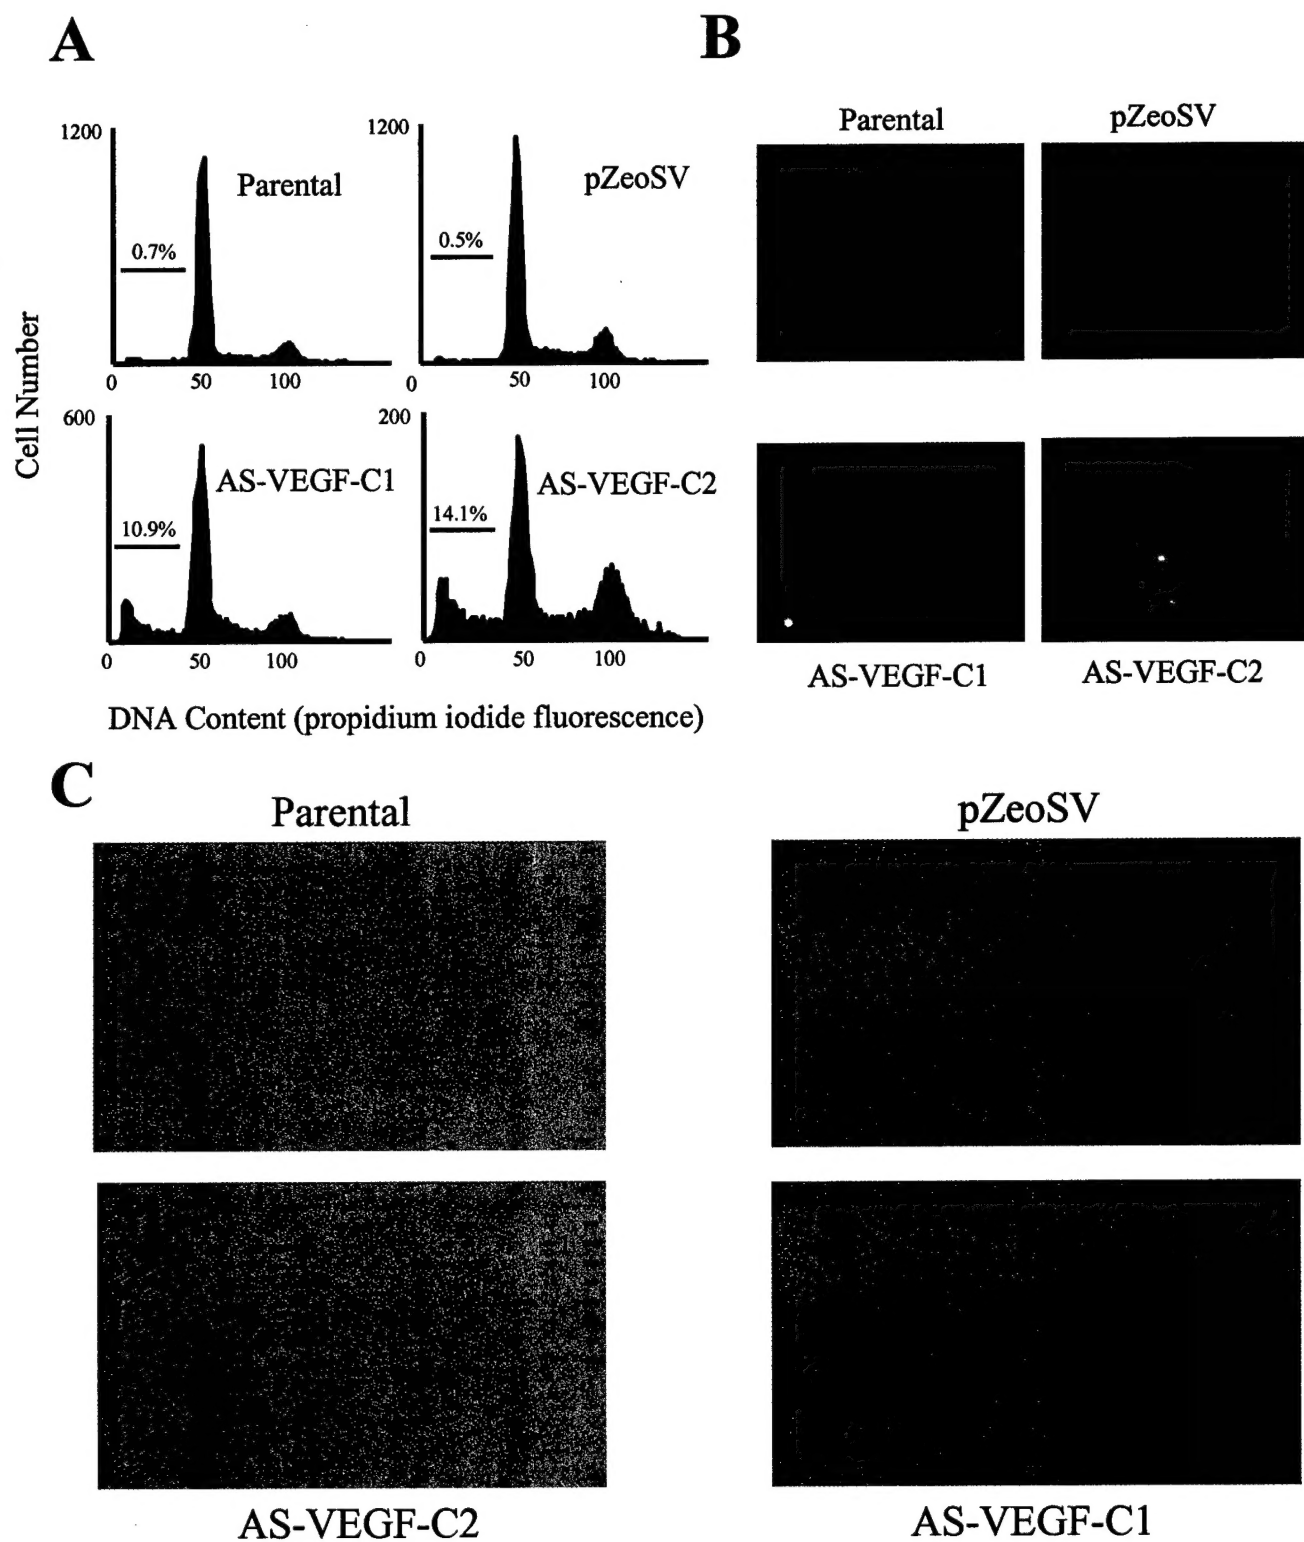 A
B
1200
Parental
0.7%
0
50
100
1200
pZeoSV
0.5%
0
50
100
600
AS-VEGF-C1
10.9%
0
50
100
200
AS-VEGF-C2
14.1%
0
50
100
Cell Number
DNA Content (propidium iodide fluorescence)
Parental
pZeoSV
AS-VEGF-C1
AS-VEGF-C2
C
Parental
pZeoSV
AS-VEGF-C2
AS-VEGF-C1